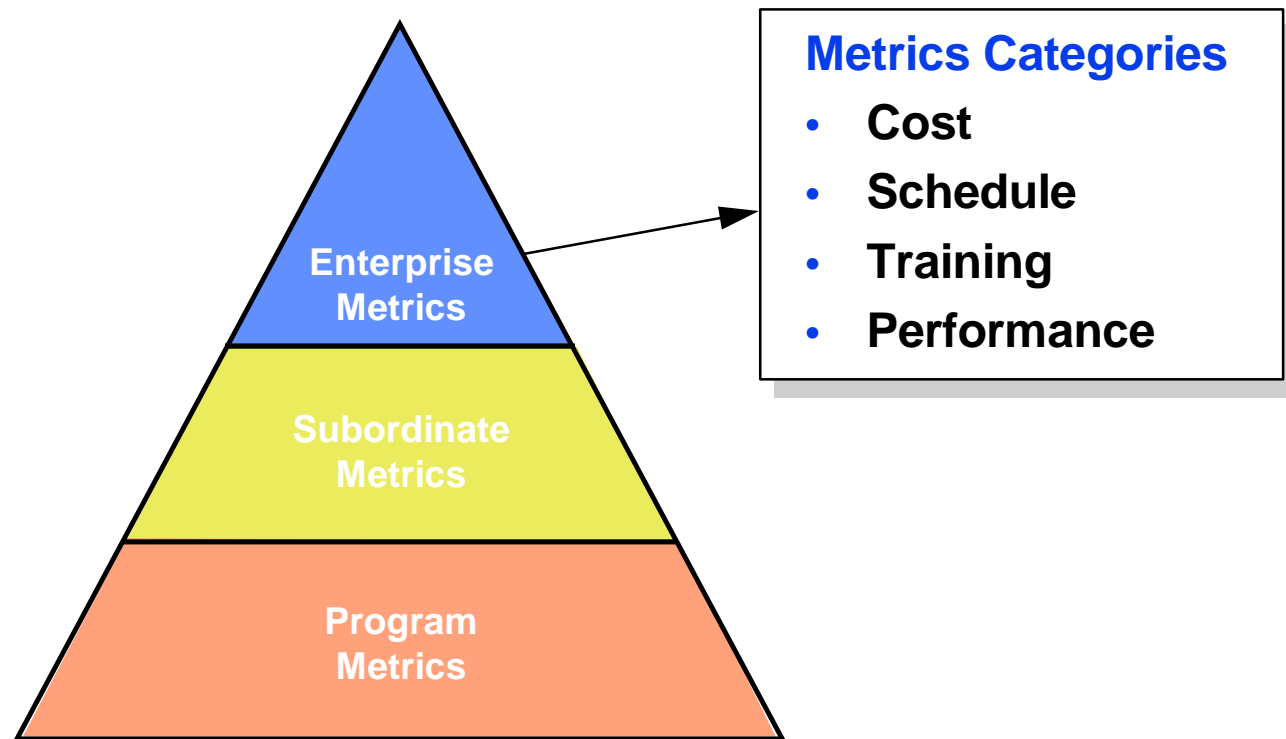 Enterprise
Metrics
Subordinate
Metrics
Program
Metrics
Metrics Categories
• Cost
• Schedule
• Training
• Performance